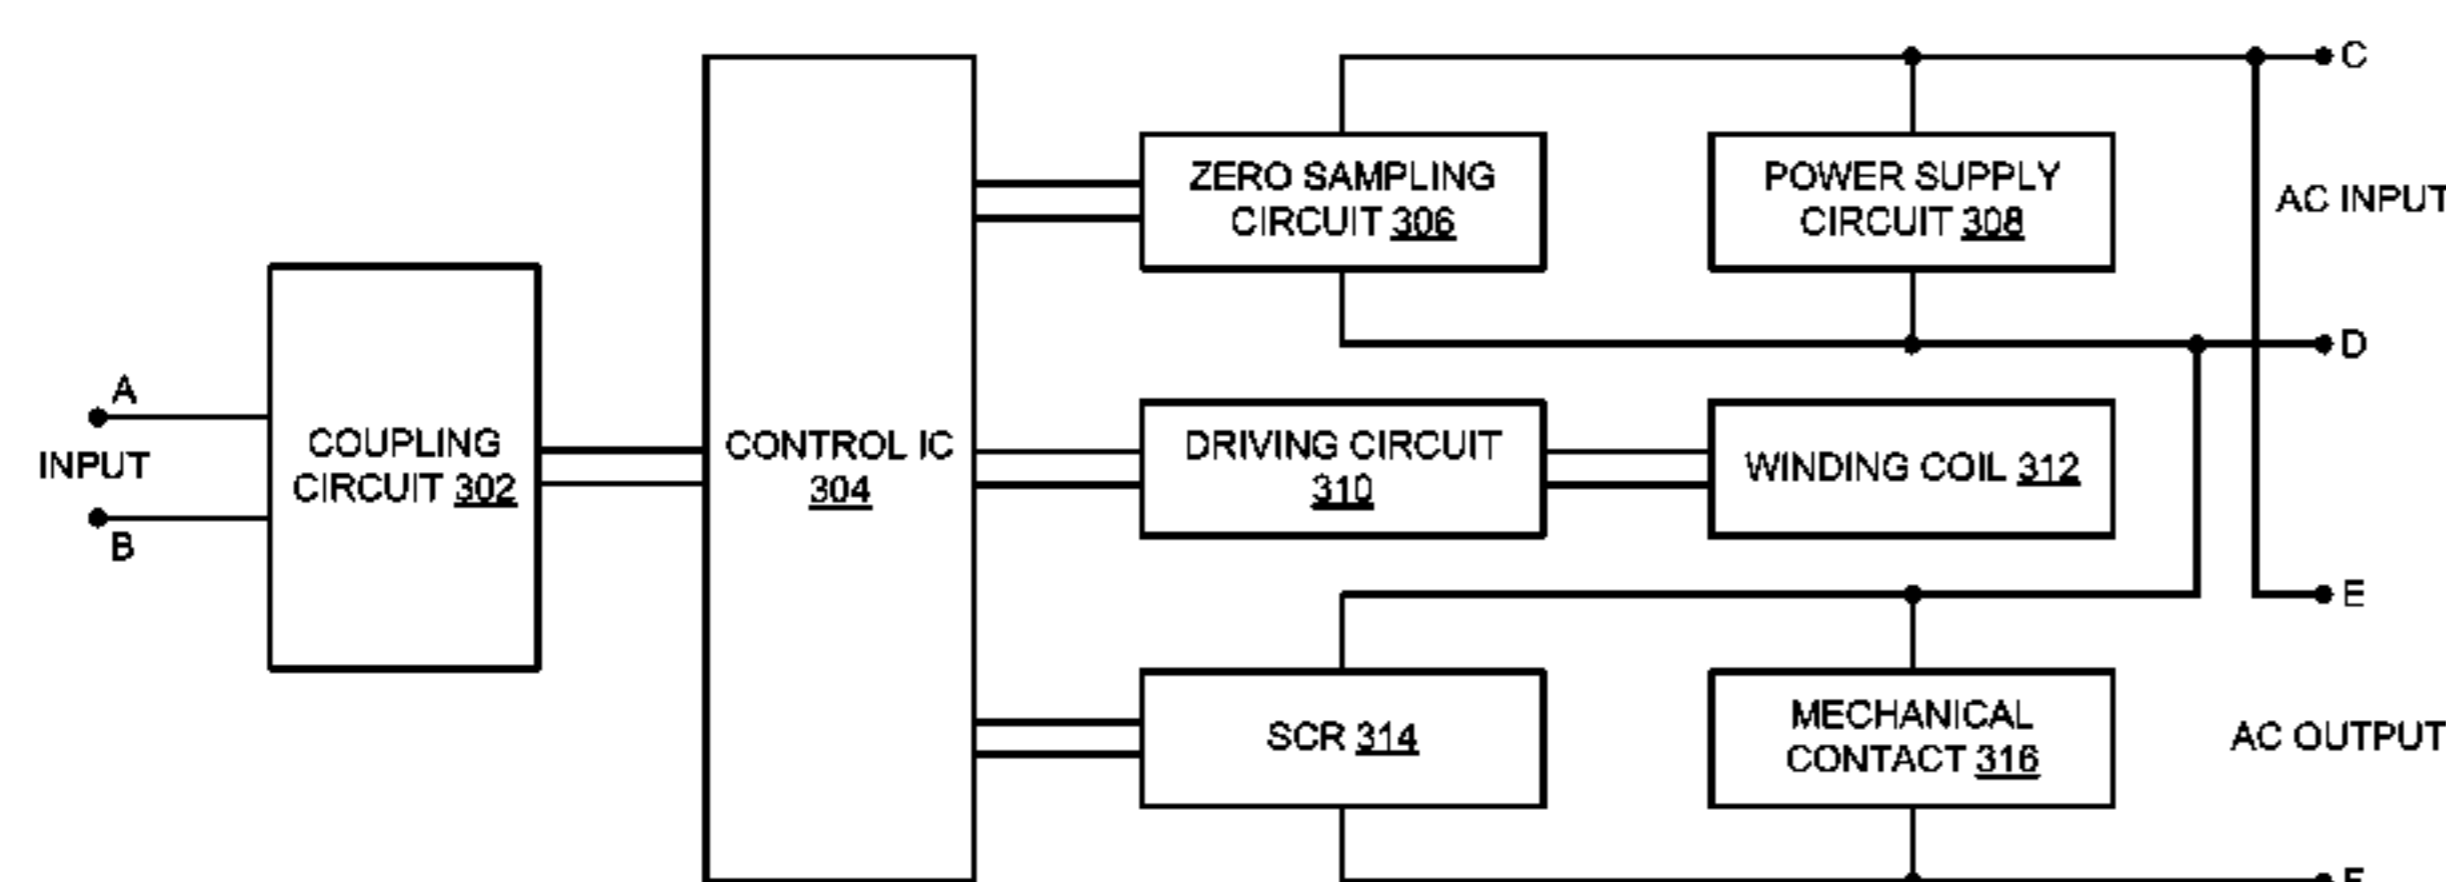 C
ZERO SAMPLING
CIRCUIT 306
POWER SUPPLY
CIRCUIT 308
AC INPUT
D
A
INPUT
B
COUPLING
CIRCUIT 302
CONTROL IC
304
DRIVING CIRCUIT
310
WINDING COIL 312
E
SCR 314
MECHANICAL
CONTACT 316
AC OUTPUT